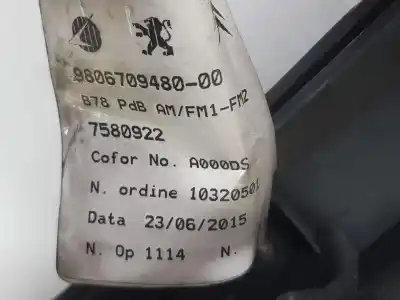 9806709480-00
B78 PdB AM/FM1-FM2
7580922
Cofor No. A000DS
N. ordine 10320501
Data 23/06/2015
N. Op 1114 N.